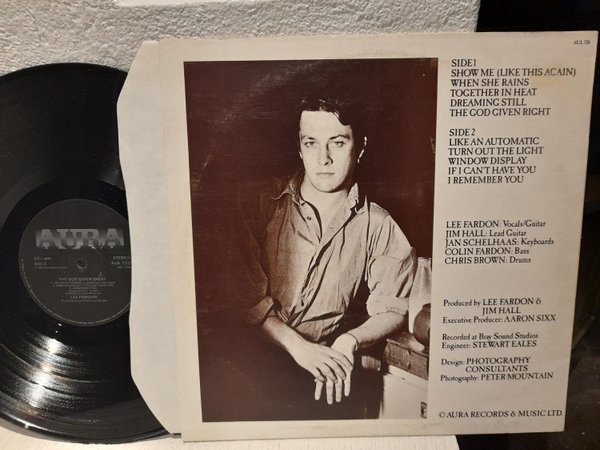 AUL 726
SIDE 1
SHOW ME (LIKE THIS AGAIN)
WHEN SHE RAINS
TOGETHER IN HEAT
DREAMING STILL
THE GOD GIVEN RIGHT
SIDE 2
LIKE AN AUTOMATIC
TURN OUT THE LIGHT
WINDOW DISPLAY
IF I CAN'T HAVE YOU
I REMEMBER YOU
LEE FARDON: Vocals/Guitar
JIM HALL: Lead Guitar
JAN SCHELHAAS: Keyboards
COLIN FARDON: Bass
CHRIS BROWN: Drums
Produced by LEE FARDON &
JIM HALL
Executive Producer: AARON SIXX
Recorded at Bray Sound Studios
Engineer: STEWART EALES
Design: PHOTOGRAPHY
CONSULTANTS
Photography: PETER MOUNTAIN
© AURA RECORDS & MUSIC LTD.
AURA
STEREO
THE GOD GIVEN RIGHT
LEE FARDON